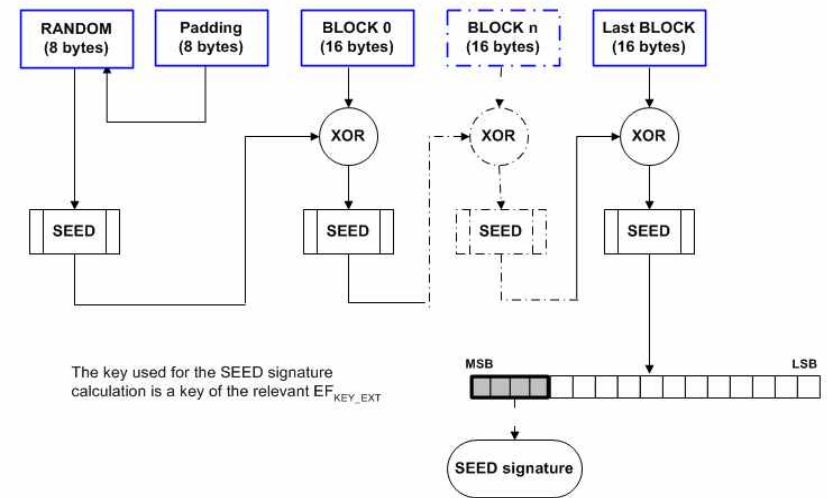 RANDOM
(8 bytes)
Padding
(8 bytes)
BLOCK 0
(16 bytes)
BLOCK n
(16 bytes)
Last BLOCK
(16 bytes)
XOR
XOR
XOR
SEED
SEED
SEED
SEED
The key used for the SEED signature
calculation is a key of the relevant EF_KEY_EXT
MSB
LSB
SEED signature